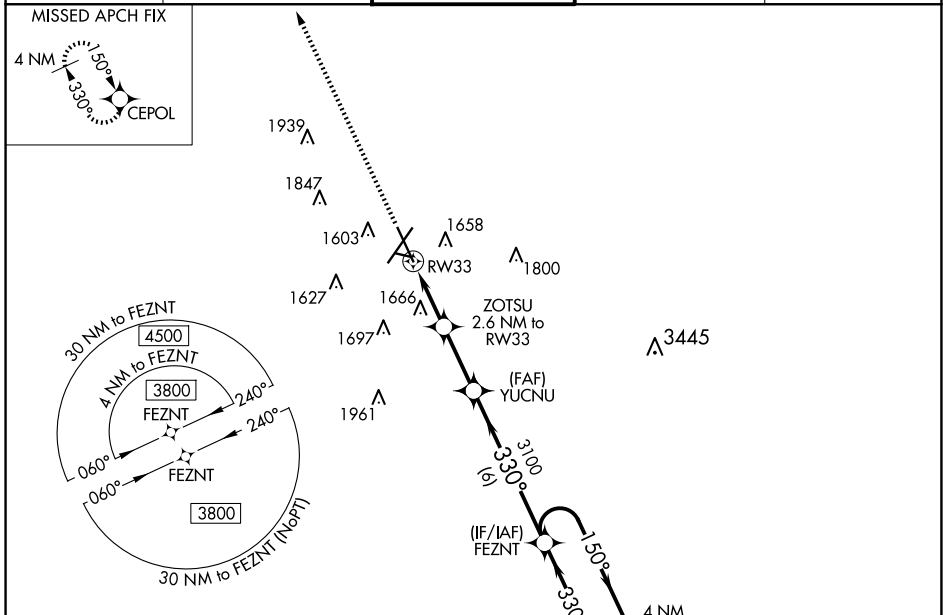 MISSED APCH FIX
4 NM
150°
330°
CEPOL
1939
1847
1603
1658
RW33
1800
1627
1666
ZOTSU
2.6 NM to
RW33
1697
3445
(FAF)
YUCNU
1961
30 NM to FEZNT
4500
4 NM to FEZNT
3800
FEZNT
240°
240°
060°
060°
FEZNT
3800
30 NM to FEZNT (NoPT)
3100
330°
(6)
(IF/IAF)
FEZNT
150°
330
4 NM